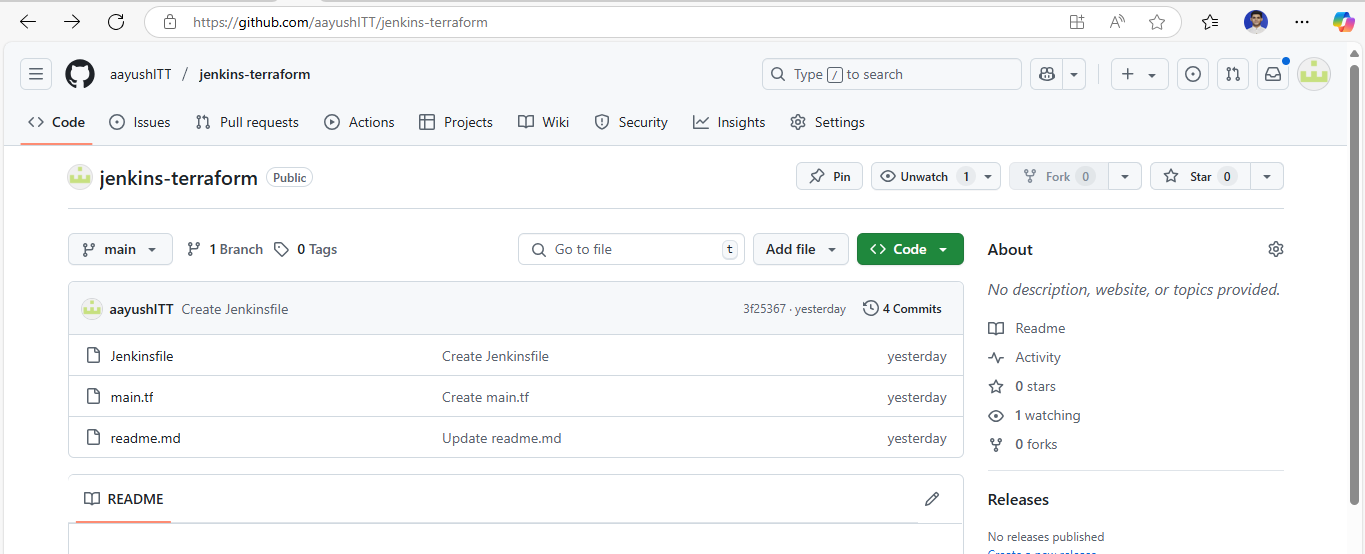 https://github.com/aayushITT/jenkins-terraform
aayushITT / jenkins-terraform
Type / to search
Code Issues Pull requests Actions Projects Wiki Security Insights Settings
jenkins-terraform Public
Pin Unwatch 1 Fork 0 Star 0
main 1 Branch 0 Tags
Go to file t Add file Code
aayushITT Create Jenkinsfile 3f25367 · yesterday 4 Commits
Jenkinsfile Create Jenkinsfile yesterday
main.tf Create main.tf yesterday
readme.md Update readme.md yesterday
README
About
No description, website, or topics provided.
Readme
Activity
0 stars
1 watching
0 forks
Releases
No releases published
Create a new release